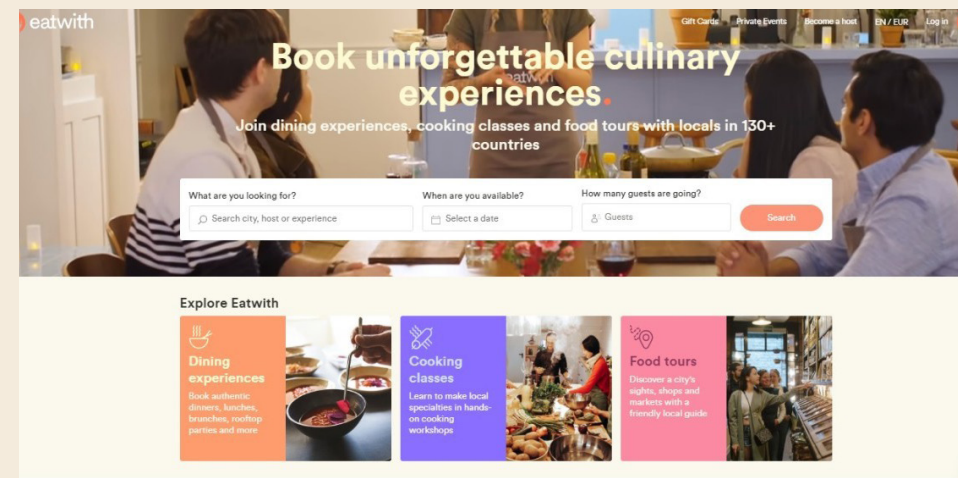 eatwith
Gift Cards Private Events Become a host EN / EUR Log in
Book unforgettable culinary
eatwith
experiences.
Join dining experiences, cooking classes and food tours with locals in 130+
countries
What are you looking for? When are you available? How many guests are going?
Search city, host or experience Select a date Guests Search
Explore Eatwith
Dining
experiences
Book authentic
dinners, lunches,
brunches, rooftop
parties and more
Cooking
classes
Learn to make local
specialties in hands-
on cooking
workshops
Food tours
Discover a city's
sights, shops and
markets with a
friendly local guide